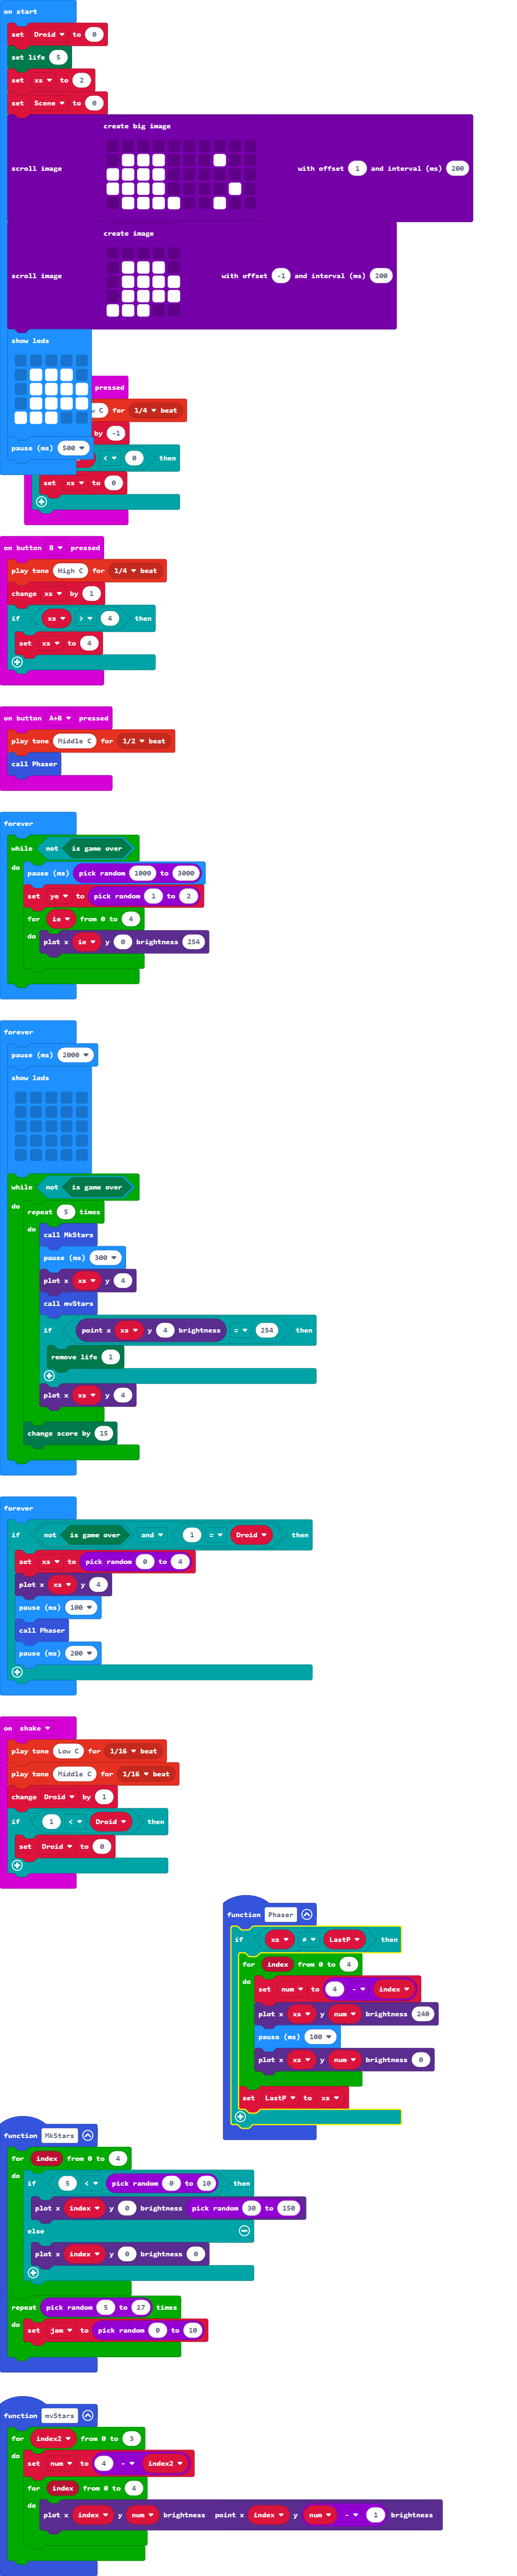 on start
set Droid to 0
set life 5
set xs to 2
set Scene to 0
create big image
scroll image with offset 1 and interval (ms) 200
create image
scroll image with offset -1 and interval (ms) 200
show leds
pause (ms) 500
pressed
C for 1/4 beat
by -1
< 0 then
set xs to 0
on button B pressed
play tone High C for 1/4 beat
change xs by 1
if xs > 4 then
set xs to 4
on button A+B pressed
play tone Middle C for 1/2 beat
call Phaser
forever
while not is game over
do pause (ms) pick random 1000 to 3000
set ye to pick random 1 to 2
for ie from 0 to 4
do plot x ie y 0 brightness 254
forever
pause (ms) 2000
show leds
while not is game over
do repeat 5 times
do call MkStars
pause (ms) 300
plot x xs y 4
call mvStars
if point x xs y 4 brightness = 254 then
remove life 1
plot x xs y 4
change score by 15
forever
if not is game over and 1 = Droid then
set xs to pick random 0 to 4
plot x xs y 4
pause (ms) 100
call Phaser
pause (ms) 200
on shake
play tone Low C for 1/16 beat
play tone Middle C for 1/16 beat
change Droid by 1
if 1 < Droid then
set Droid to 0
function Phaser
if xs ≠ LastP then
for index from 0 to 4
do set num to 4 - index
plot x xs y num brightness 240
pause (ms) 100
plot x xs y num brightness 0
set LastP to xs
function MkStars
for index from 0 to 4
do if 5 < pick random 0 to 10 then
plot x index y 0 brightness pick random 30 to 150
else
plot x index y 0 brightness 0
repeat pick random 5 to 17 times
do set jam to pick random 0 to 10
function mvStars
for index2 from 0 to 3
do set num to 4 - index2
for index from 0 to 4
do plot x index y num brightness point x index y num - 1 brightness